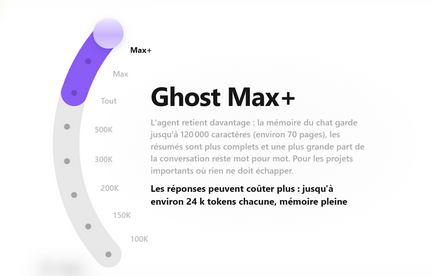 Max+
Max
Tout
500K
300K
200K
150K
100K
Ghost Max+
L'agent retient davantage : la mémoire du chat garde
jusqu'à 120 000 caractères (environ 70 pages), les
résumés sont plus complets et une plus grande part de
la conversation reste mot pour mot. Pour les projets
importants où rien ne doit échapper.
Les réponses peuvent coûter plus : jusqu'à
environ 24 k tokens chacune, mémoire pleine